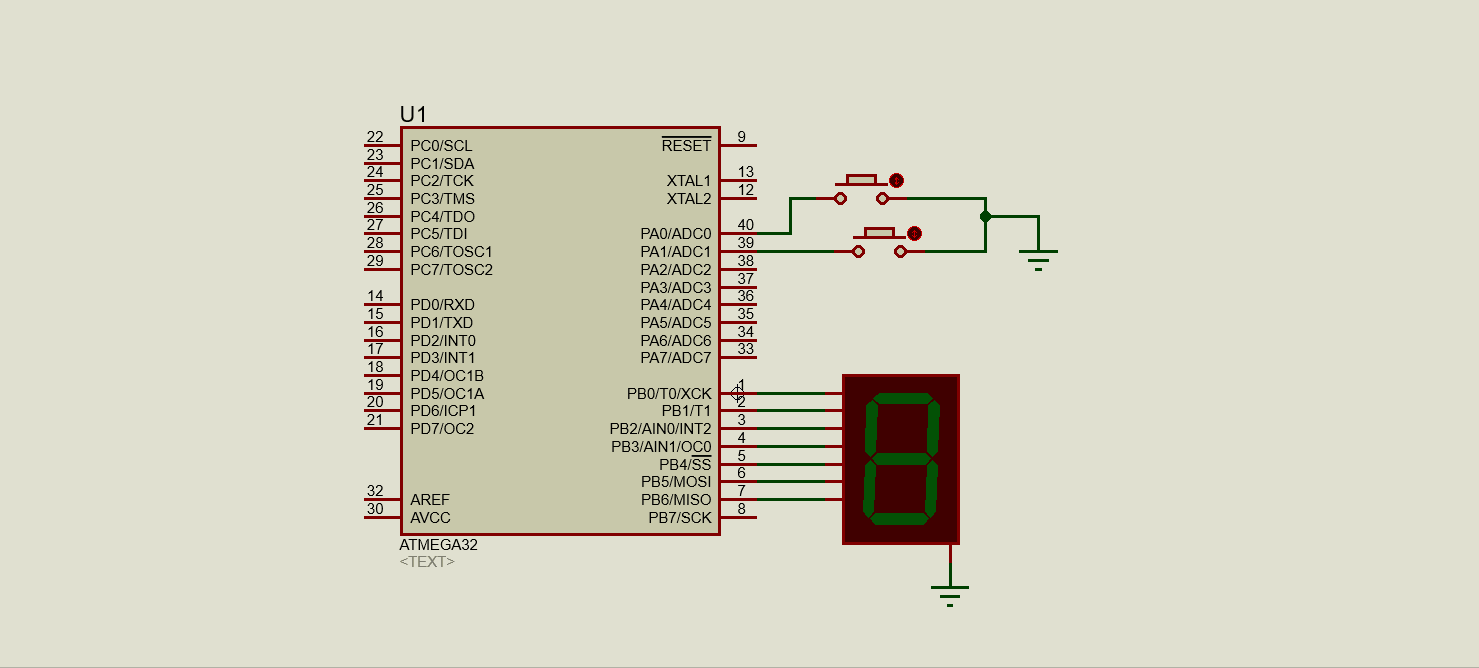 U1
22 PC0/SCL
23 PC1/SDA
24 PC2/TCK
25 PC3/TMS
26 PC4/TDO
27 PC5/TDI
28 PC6/TOSC1
29 PC7/TOSC2
14 PD0/RXD
15 PD1/TXD
16 PD2/INT0
17 PD3/INT1
18 PD4/OC1B
19 PD5/OC1A
20 PD6/ICP1
21 PD7/OC2
32 AREF
30 AVCC
RESET 9
XTAL1 13
XTAL2 12
PA0/ADC0 40
PA1/ADC1 39
PA2/ADC2 38
PA3/ADC3 37
PA4/ADC4 36
PA5/ADC5 35
PA6/ADC6 34
PA7/ADC7 33
PB0/T0/XCK 1
PB1/T1 2
PB2/AIN0/INT2 3
PB3/AIN1/OC0 4
PB4/SS 5
PB5/MOSI 6
PB6/MISO 7
PB7/SCK 8
ATMEGA32
<TEXT>